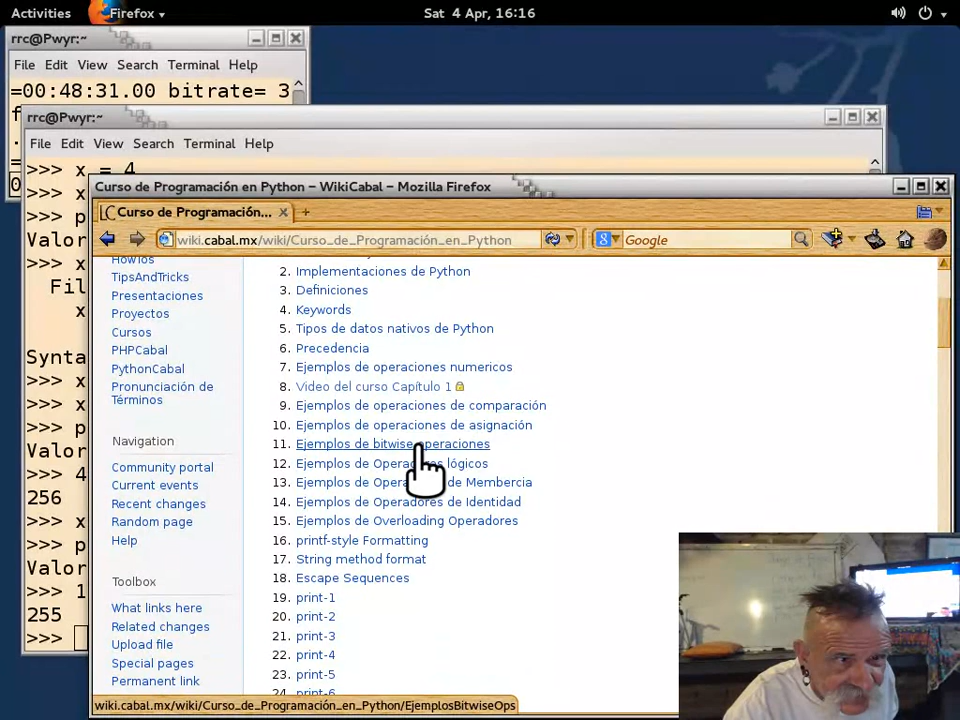 Activities Firefox Sat 4 Apr, 16:16
rrc@Pwyr:~
File Edit View Search Terminal Help
=00:48:31.00 bitrate= 3
rrc@Pwyr:~
File Edit View Search Terminal Help
>>> x = 4
>>> x
>>> p
Valor
>>> x
Fil
x
Synta
>>> x
>>> x
>>> p
Valor
>>> 4
256
>>> x
>>> p
Valor
>>> 1
255
>>>
Curso de Programación en Python – WikiCabal – Mozilla Firefox
Curso de Programación...
wiki.cabal.mx/wiki/Curso_de_Programación_en_Python
Google
HowTos
TipsAndTricks
Presentaciones
Proyectos
Cursos
PHPCabal
PythonCabal
Pronunciación de
Términos
Navigation
Community portal
Current events
Recent changes
Random page
Help
Toolbox
What links here
Related changes
Upload file
Special pages
Permanent link
2. Implementaciones de Python
3. Definiciones
4. Keywords
5. Tipos de datos nativos de Python
6. Precedencia
7. Ejemplos de operaciones numericos
8. Video del curso Capítulo 1
9. Ejemplos de operaciones de comparación
10. Ejemplos de operaciones de asignación
11. Ejemplos de bitwise operaciones
12. Ejemplos de Operadores lógicos
13. Ejemplos de Operadores de Membercia
14. Ejemplos de Operadores de Identidad
15. Ejemplos de Overloading Operadores
16. printf-style Formatting
17. String method format
18. Escape Sequences
19. print-1
20. print-2
21. print-3
22. print-4
23. print-5
24. print-6
wiki.cabal.mx/wiki/Curso_de_Programación_en_Python/EjemplosBitwiseOps